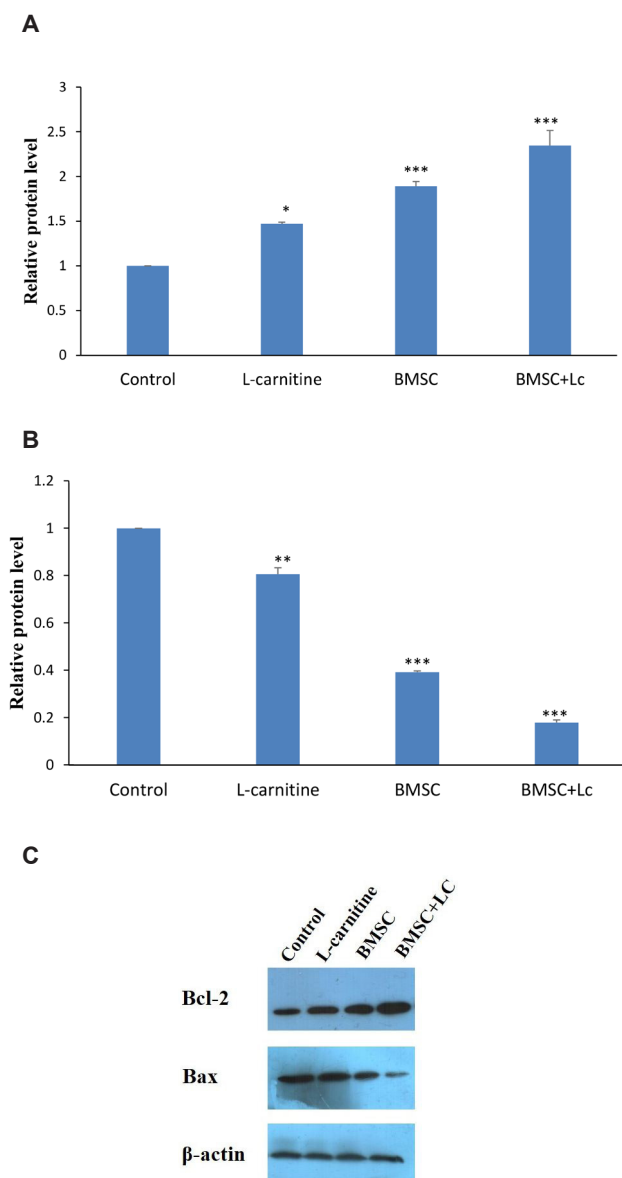 A
3
2.5
2
1.5
1
0.5
0
Relative protein level
*
***
***
Control L-carnitine BMSC BMSC+Lc
B
1.2
1
0.8
0.6
0.4
0.2
0
Relative protein level
**
***
***
Control L-carnitine BMSC BMSC+Lc
C
Control
L-carnitine
BMSC
BMSC+LC
Bcl-2
Bax
β-actin